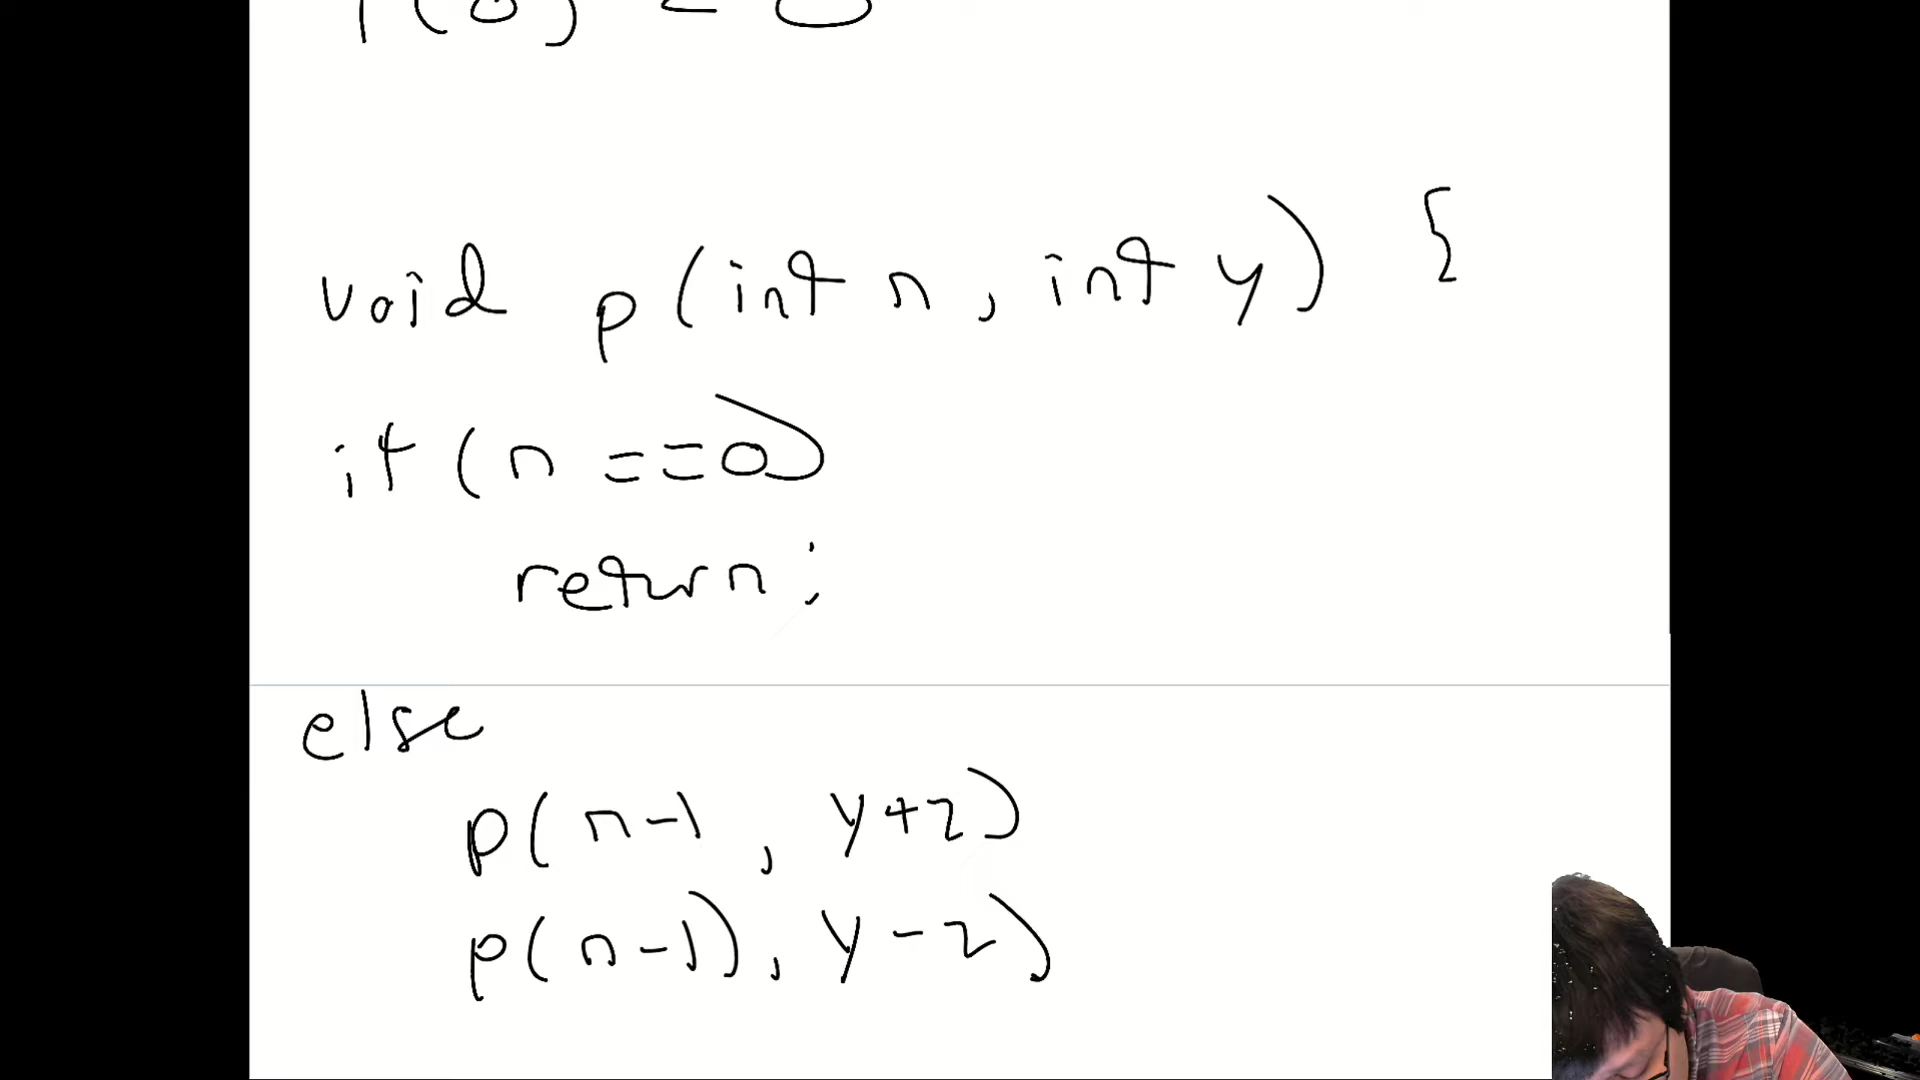 void p(int n, int y) {
if (n ==0)
return;
else
p( n-1 , y+2)
p(n-1), y-2)